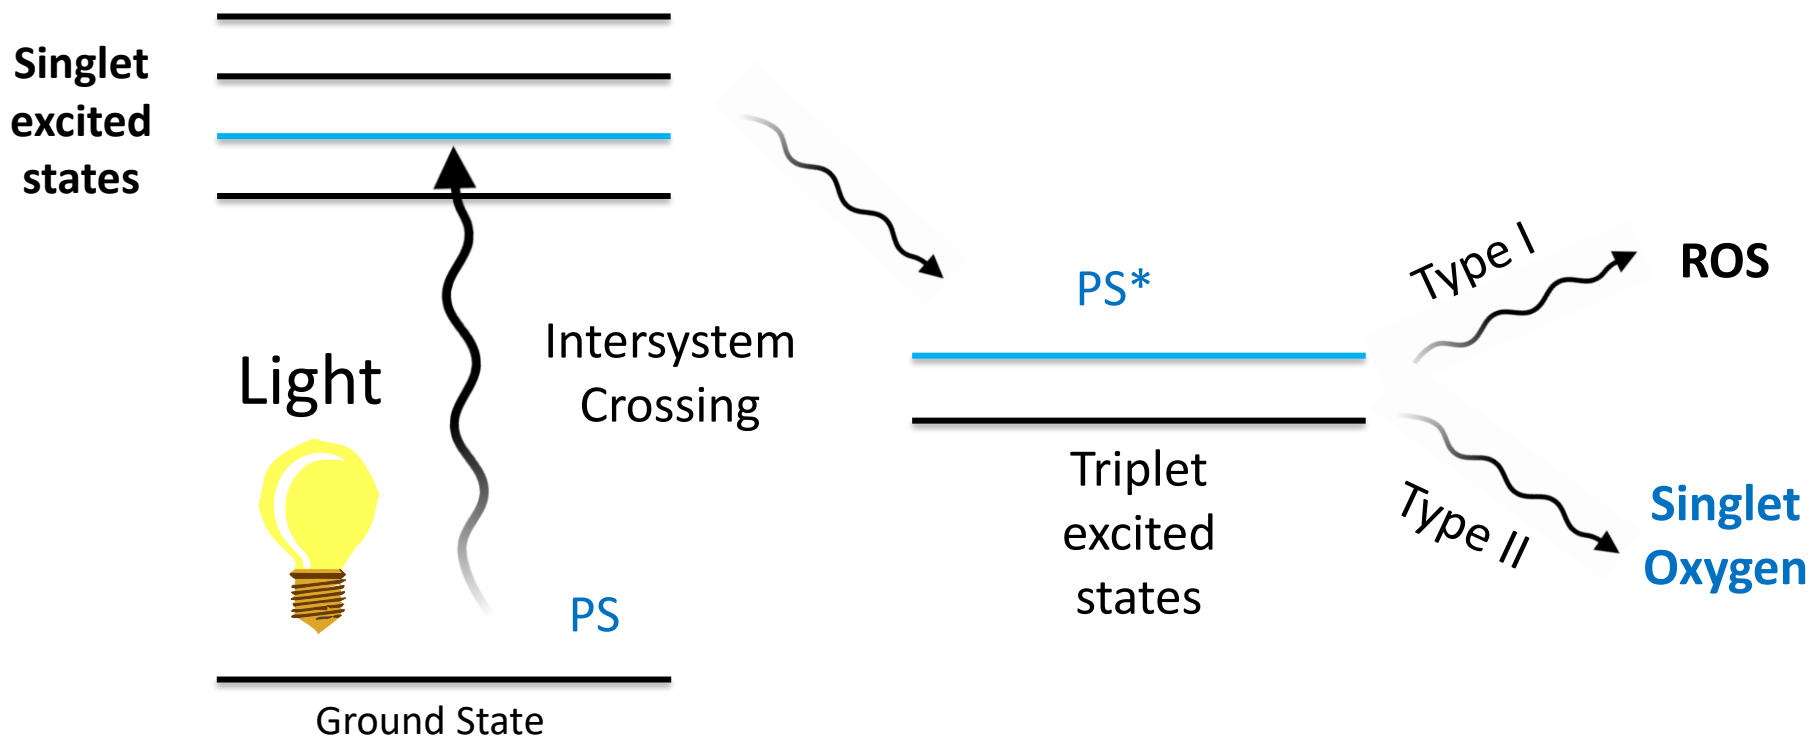 Singlet
excited
states
Light
Intersystem
Crossing
PS
Ground State
PS*
Triplet
excited
states
Type I
ROS
Type II
Singlet
Oxygen